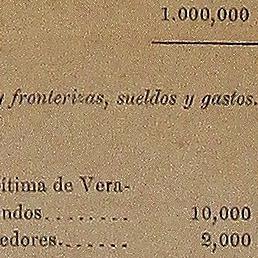 1.000,000
y fronterizas, sueldos y gastos.
ítima de Vera-
ndos........ 10,000
edores....... 2,000